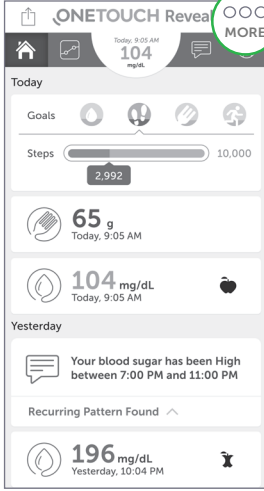 ONETOUCH Reveal
MORE
Today, 9:05 AM
104
mg/dL
Today
Goals
Steps 10,000
2,992
65 g
Today, 9:05 AM
104 mg/dL
Today, 9:05 AM
Yesterday
Your blood sugar has been High
between 7:00 PM and 11:00 PM
Recurring Pattern Found
196 mg/dL
Yesterday, 10:04 PM